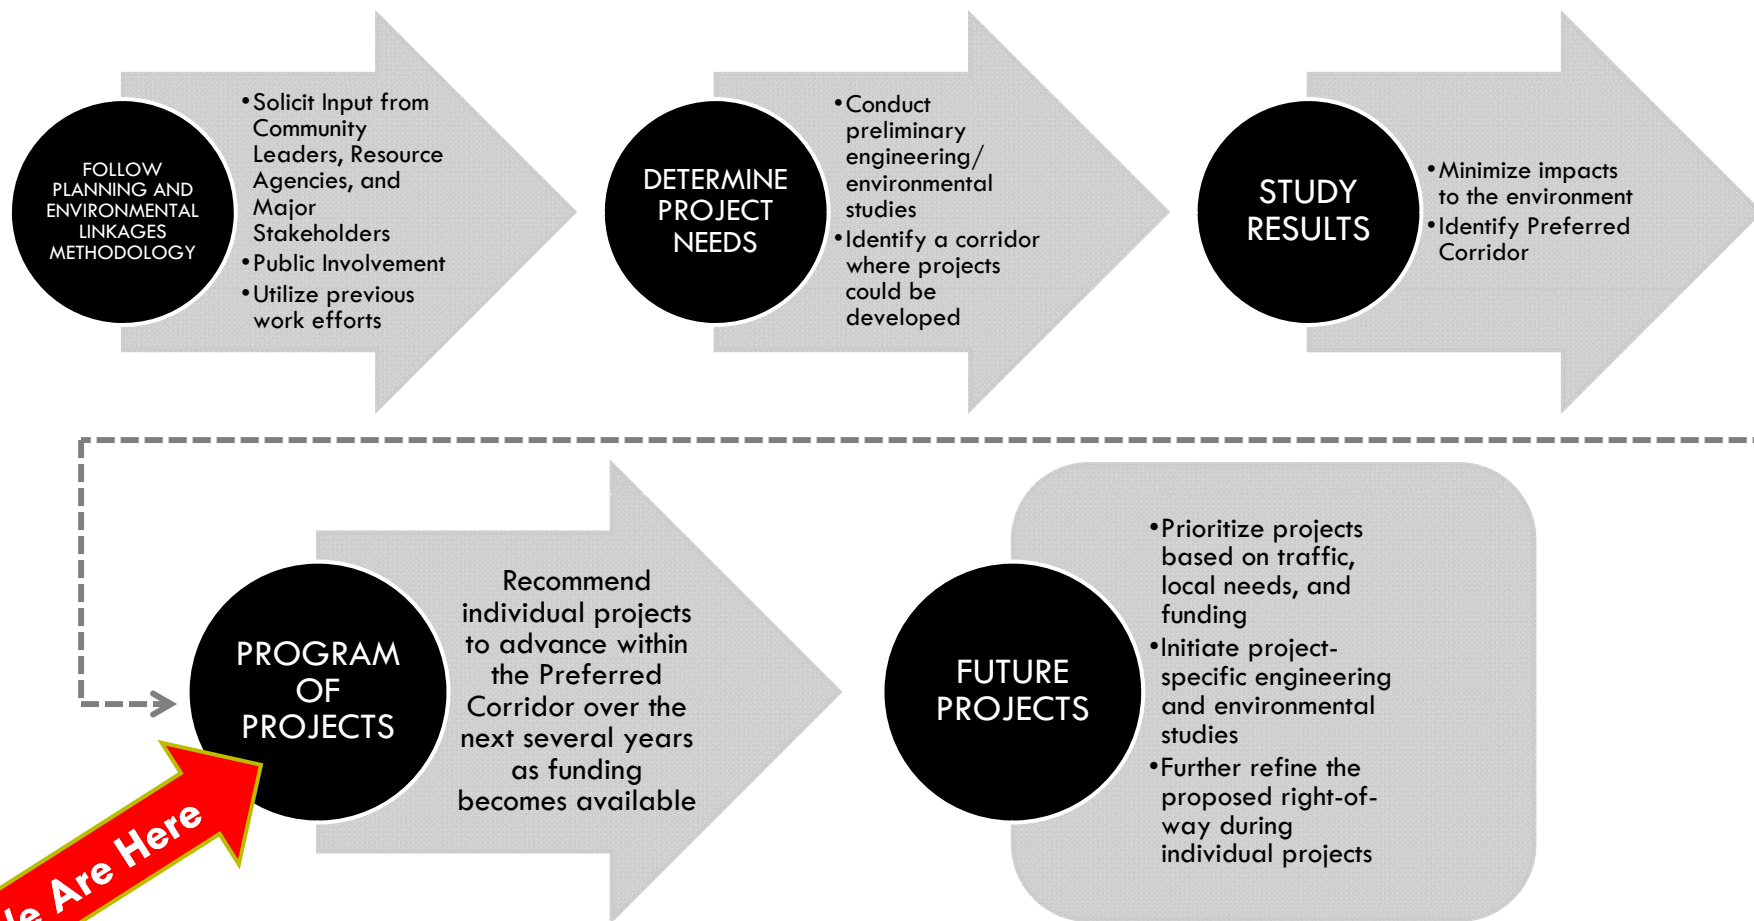 FOLLOW
PLANNING AND
ENVIRONMENTAL
LINKAGES
METHODOLOGY
•Solicit Input from
Community
Leaders, Resource
Agencies, and
Major
Stakeholders
•Public Involvement
•Utilize previous
work efforts
DETERMINE
PROJECT
NEEDS
•Conduct
preliminary
engineering/
environmental
studies
•Identify a corridor
where projects
could be
developed
STUDY
RESULTS
•Minimize impacts
to the environment
•Identify Preferred
Corridor
PROGRAM
OF
PROJECTS
Recommend
individual projects
to advance within
the Preferred
Corridor over the
next several years
as funding
becomes available
FUTURE
PROJECTS
•Prioritize projects
based on traffic,
local needs, and
funding
•Initiate project-
specific engineering
and environmental
studies
•Further refine the
proposed right-of-
way during
individual projects
Are Here